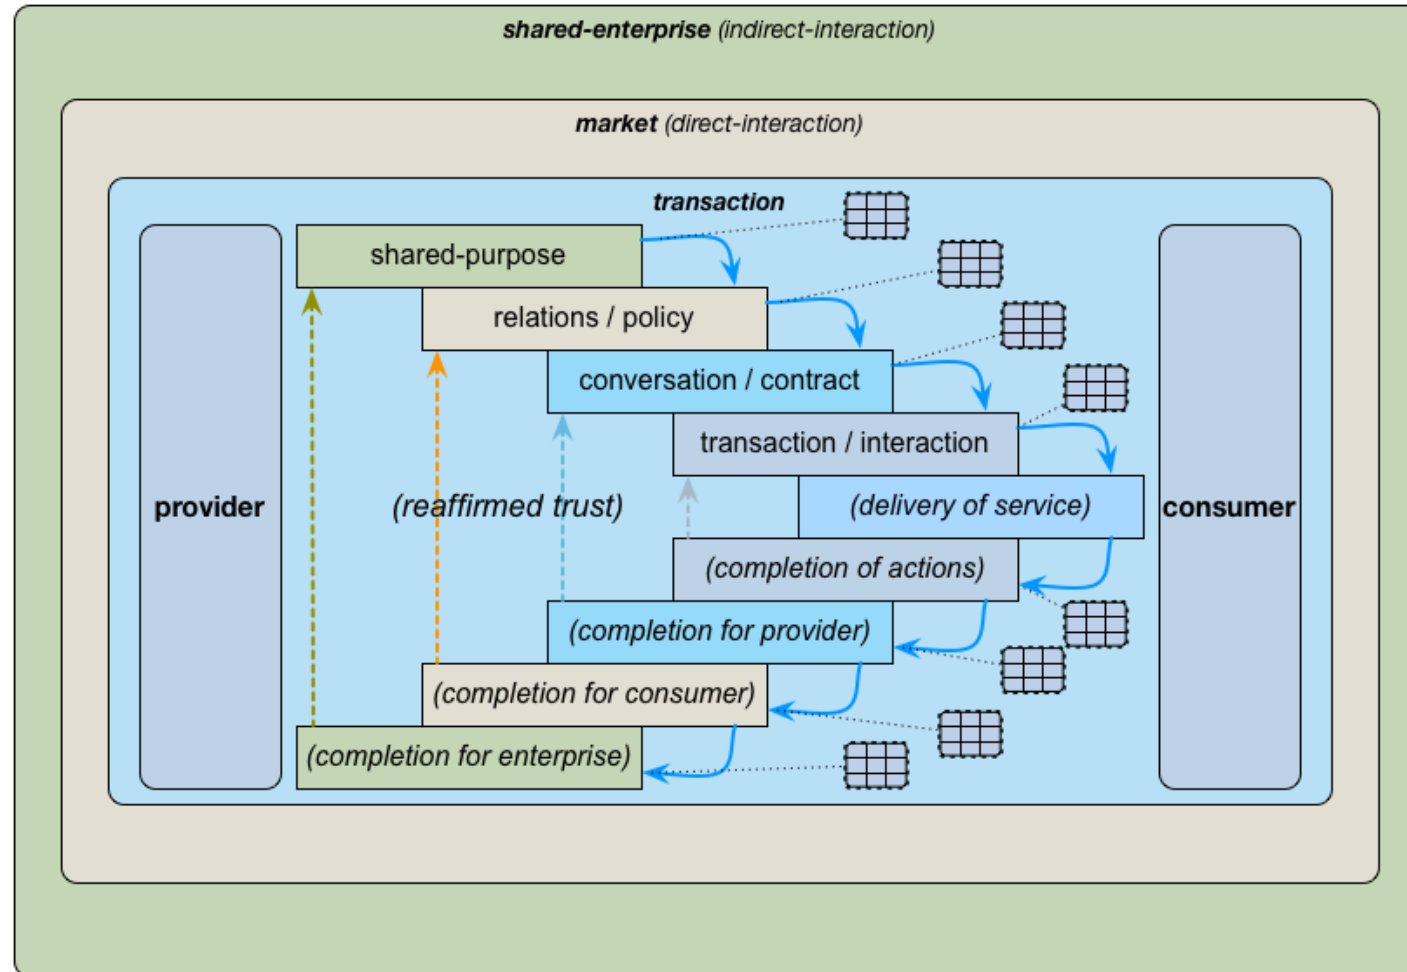 shared-enterprise (indirect-interaction)
market (direct-interaction)
transaction
shared-purpose
relations / policy
conversation / contract
transaction / interaction
provider
(reaffirmed trust)
(delivery of service)
consumer
(completion of actions)
(completion for provider)
(completion for consumer)
(completion for enterprise)